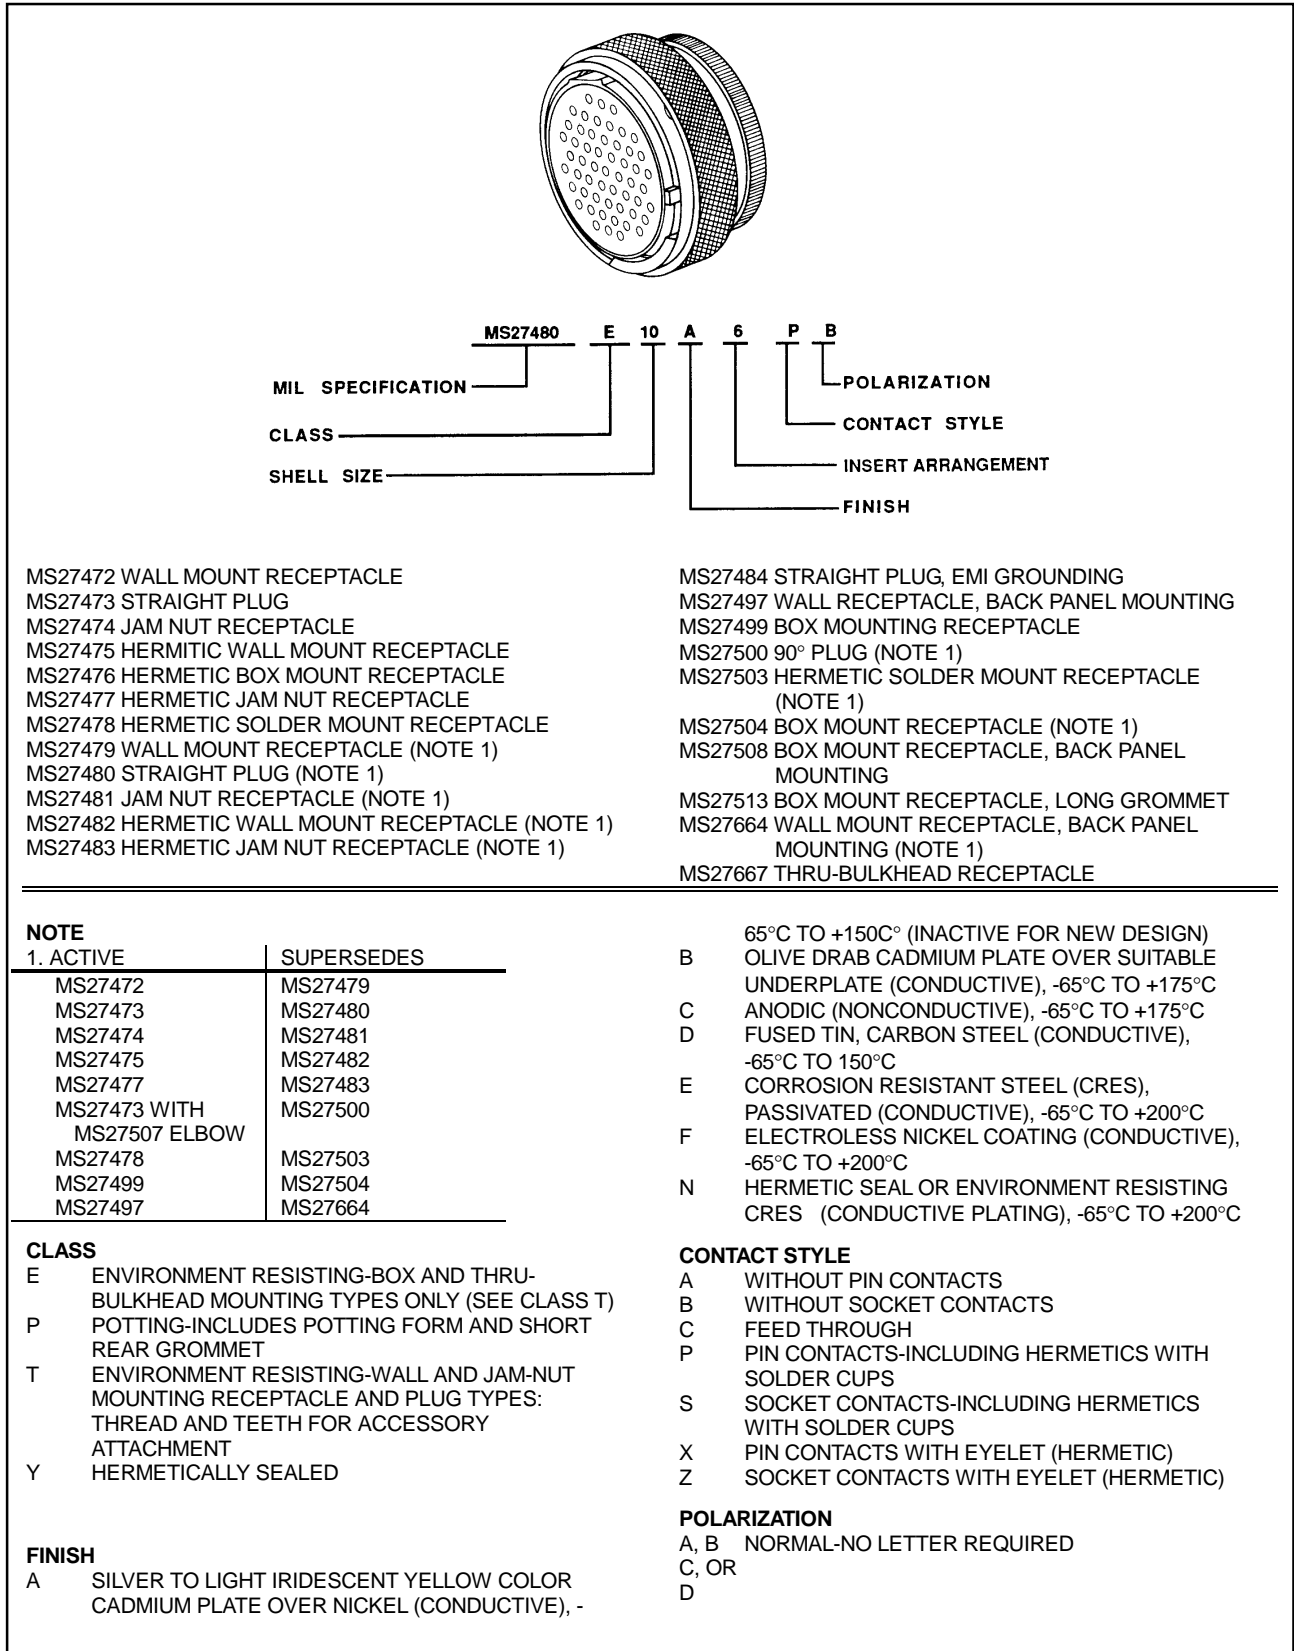 MS27480 E 10 A 6 P B
MIL SPECIFICATION
POLARIZATION
CLASS
CONTACT STYLE
SHELL SIZE
INSERT ARRANGEMENT
FINISH
MS27472 WALL MOUNT RECEPTACLE
MS27473 STRAIGHT PLUG
MS27474 JAM NUT RECEPTACLE
MS27475 HERMITIC WALL MOUNT RECEPTACLE
MS27476 HERMETIC BOX MOUNT RECEPTACLE
MS27477 HERMETIC JAM NUT RECEPTACLE
MS27478 HERMETIC SOLDER MOUNT RECEPTACLE
MS27479 WALL MOUNT RECEPTACLE (NOTE 1)
MS27480 STRAIGHT PLUG (NOTE 1)
MS27481 JAM NUT RECEPTACLE (NOTE 1)
MS27482 HERMETIC WALL MOUNT RECEPTACLE (NOTE 1)
MS27483 HERMETIC JAM NUT RECEPTACLE (NOTE 1)
MS27484 STRAIGHT PLUG, EMI GROUNDING
MS27497 WALL RECEPTACLE, BACK PANEL MOUNTING
MS27499 BOX MOUNTING RECEPTACLE
MS27500 90° PLUG (NOTE 1)
MS27503 HERMETIC SOLDER MOUNT RECEPTACLE
(NOTE 1)
MS27504 BOX MOUNT RECEPTACLE (NOTE 1)
MS27508 BOX MOUNT RECEPTACLE, BACK PANEL
MOUNTING
MS27513 BOX MOUNT RECEPTACLE, LONG GROMMET
MS27664 WALL MOUNT RECEPTACLE, BACK PANEL
MOUNTING (NOTE 1)
MS27667 THRU-BULKHEAD RECEPTACLE
NOTE
1. ACTIVE SUPERSEDES
MS27472 MS27479
MS27473 MS27480
MS27474 MS27481
MS27475 MS27482
MS27477 MS27483
MS27473 WITH MS27500
MS27507 ELBOW
MS27478 MS27503
MS27499 MS27504
MS27497 MS27664
CLASS
E ENVIRONMENT RESISTING-BOX AND THRU-
BULKHEAD MOUNTING TYPES ONLY (SEE CLASS T)
P POTTING-INCLUDES POTTING FORM AND SHORT
REAR GROMMET
T ENVIRONMENT RESISTING-WALL AND JAM-NUT
MOUNTING RECEPTACLE AND PLUG TYPES:
THREAD AND TEETH FOR ACCESSORY
ATTACHMENT
Y HERMETICALLY SEALED
FINISH
A SILVER TO LIGHT IRIDESCENT YELLOW COLOR
CADMIUM PLATE OVER NICKEL (CONDUCTIVE), -
65°C TO +150C° (INACTIVE FOR NEW DESIGN)
B OLIVE DRAB CADMIUM PLATE OVER SUITABLE
UNDERPLATE (CONDUCTIVE), -65°C TO +175°C
C ANODIC (NONCONDUCTIVE), -65°C TO +175°C
D FUSED TIN, CARBON STEEL (CONDUCTIVE),
-65°C TO 150°C
E CORROSION RESISTANT STEEL (CRES),
PASSIVATED (CONDUCTIVE), -65°C TO +200°C
F ELECTROLESS NICKEL COATING (CONDUCTIVE),
-65°C TO +200°C
N HERMETIC SEAL OR ENVIRONMENT RESISTING
CRES (CONDUCTIVE PLATING), -65°C TO +200°C
CONTACT STYLE
A WITHOUT PIN CONTACTS
B WITHOUT SOCKET CONTACTS
C FEED THROUGH
P PIN CONTACTS-INCLUDING HERMETICS WITH
SOLDER CUPS
S SOCKET CONTACTS-INCLUDING HERMETICS
WITH SOLDER CUPS
X PIN CONTACTS WITH EYELET (HERMETIC)
Z SOCKET CONTACTS WITH EYELET (HERMETIC)
POLARIZATION
A, B NORMAL-NO LETTER REQUIRED
C, OR
D